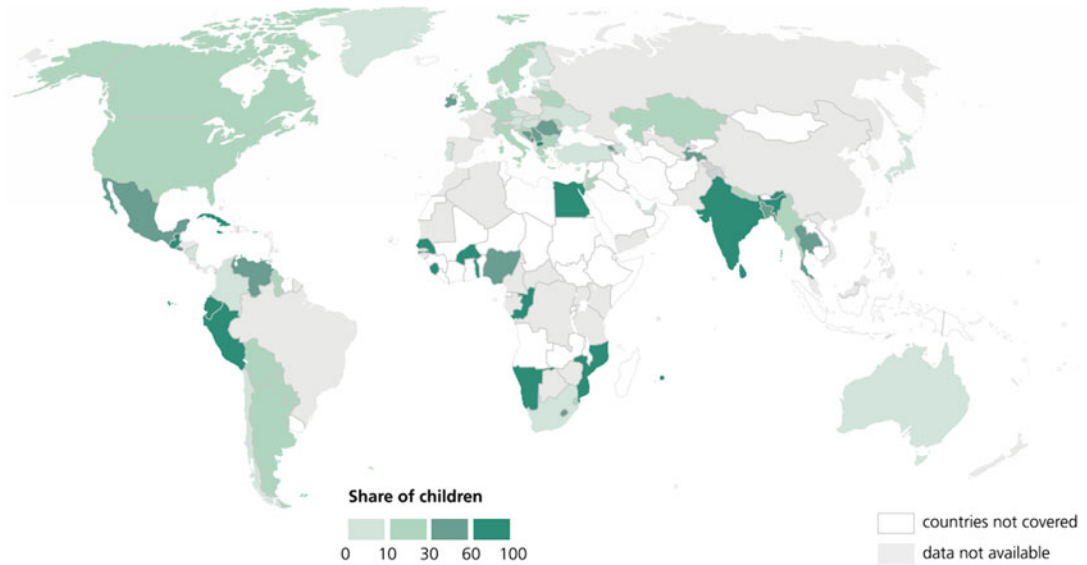 Share of children
0 10 30 60 100
countries not covered
data not available